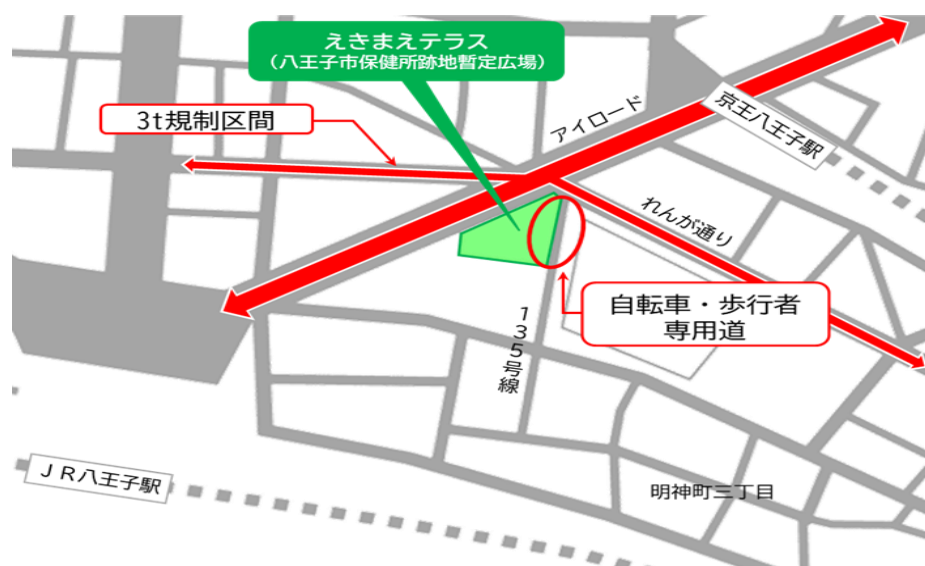 えきまえテラス
（八王子市保健所跡地暫定広場）
3t規制区間
アイロード
京王八王子駅
れんが通り
自転車・歩行者
専用道
１３５号線
ＪＲ八王子駅
明神町三丁目